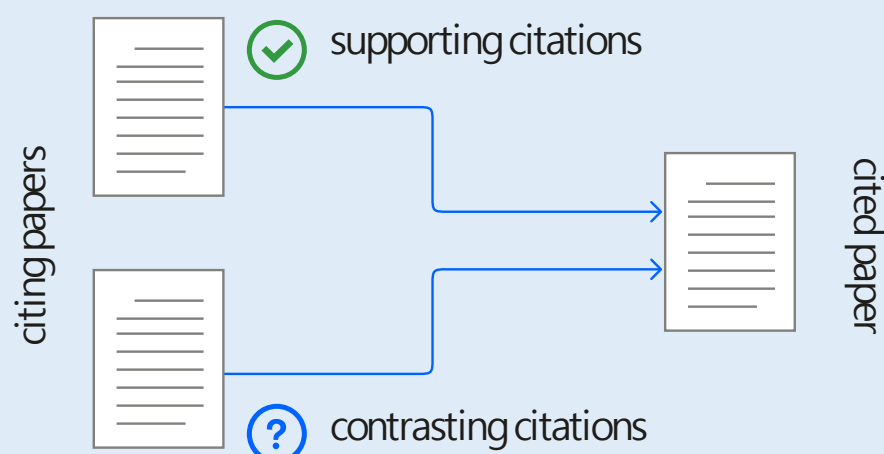 supporting citations
citing papers
cited paper
contrasting citations